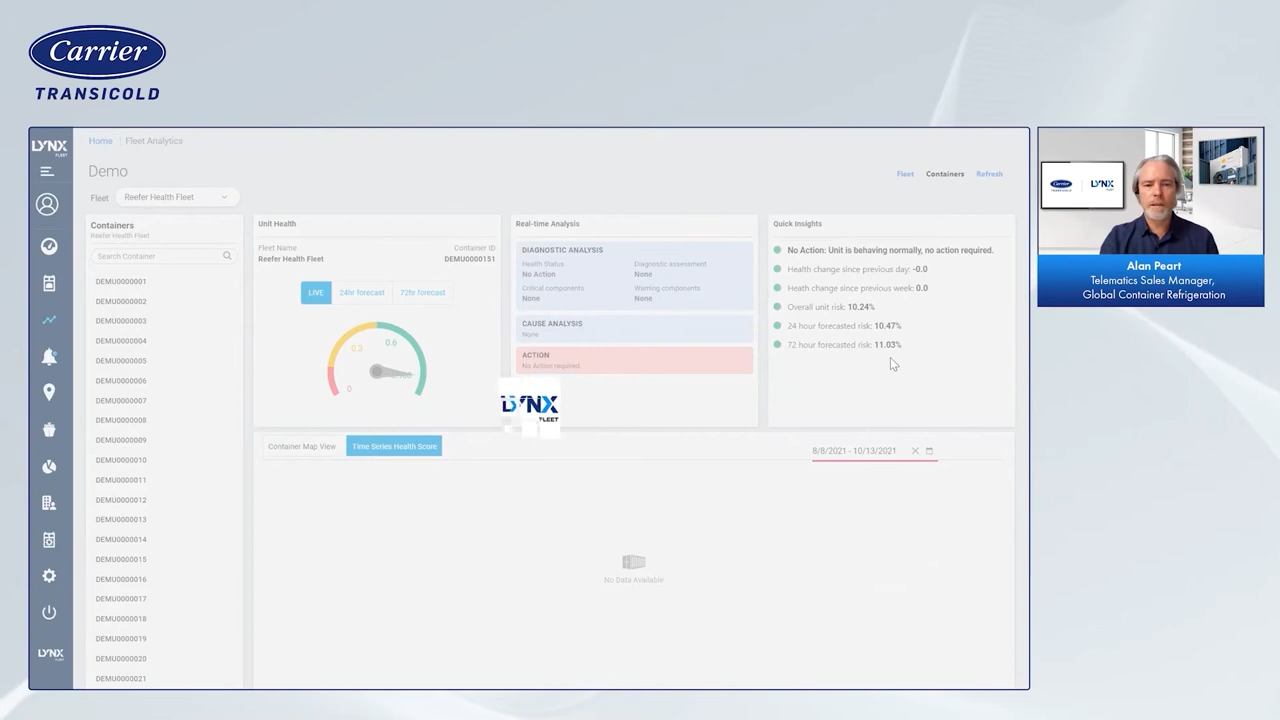 Carrier
TRANSICOLD
LYNX
FLEET
Home | Fleet Analytics
Demo
Fleet Containers Refresh
Fleet Reefer Health Fleet
Containers
Reefer Health Fleet
Search Container
DEMU0000001
DEMU0000002
DEMU0000003
DEMU0000004
DEMU0000005
DEMU0000006
DEMU0000007
DEMU0000008
DEMU0000009
DEMU0000010
DEMU0000011
DEMU0000012
DEMU0000013
DEMU0000014
DEMU0000015
DEMU0000016
DEMU0000017
DEMU0000018
DEMU0000019
DEMU0000020
DEMU0000021
Unit Health
Fleet Name Container ID
Reefer Health Fleet DEMU0000151
LIVE 24hr forecast 72hr forecast
0.3 0.6
0
Real-time Analysis
DIAGNOSTIC ANALYSIS
Health Status Diagnostic assessment
No Action None
Critical components Warning components
None None
CAUSE ANALYSIS
None
ACTION
No Action required
Quick Insights
No Action: Unit is behaving normally, no action required.
Health change since previous day: -0.0
Heath change since previous week: 0.0
Overall unit risk: 10.24%
24 hour forecasted risk: 10.47%
72 hour forecasted risk: 11.03%
LYNX
FLEET
Container Map View Time Series Health Score 8/8/2021 - 10/13/2021
No Data Available
LYNX
FLEET
Carrier LYNX
Alan Peart
Telematics Sales Manager,
Global Container Refrigeration